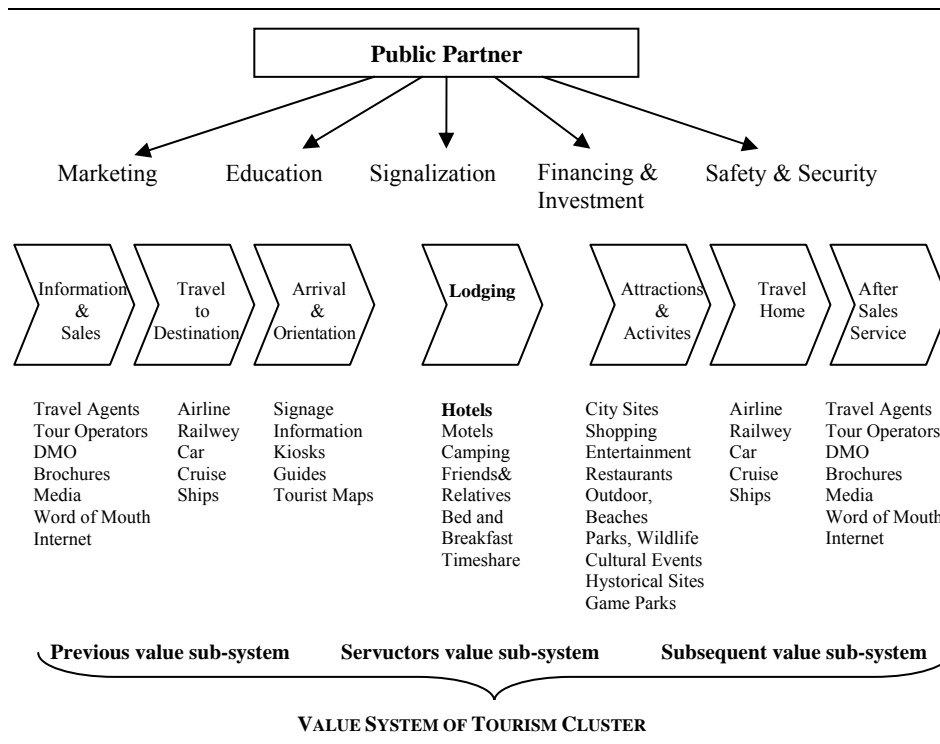 Public Partner
Marketing
Education
Signalization
Financing &
Investment
Safety & Security
Information
&
Sales
Travel
to
Destination
Arrival
&
Orientation
Lodging
Attractions
&
Activites
Travel
Home
After
Sales
Service
Travel Agents
Tour Operators
DMO
Brochures
Media
Word of Mouth
Internet
Airline
Railwey
Car
Cruise
Ships
Signage
Information
Kiosks
Guides
Tourist Maps
Hotels
Motels
Camping
Friends&
Relatives
Bed and
Breakfast
Timeshare
City Sites
Shopping
Entertainment
Restaurants
Outdoor,
Beaches
Parks, Wildlife
Cultural Events
Hystorical Sites
Game Parks
Airline
Railwey
Car
Cruise
Ships
Travel Agents
Tour Operators
DMO
Brochures
Media
Word of Mouth
Internet
Previous value sub-system
Servuctors value sub-system
Subsequent value sub-system
VALUE SYSTEM OF TOURISM CLUSTER